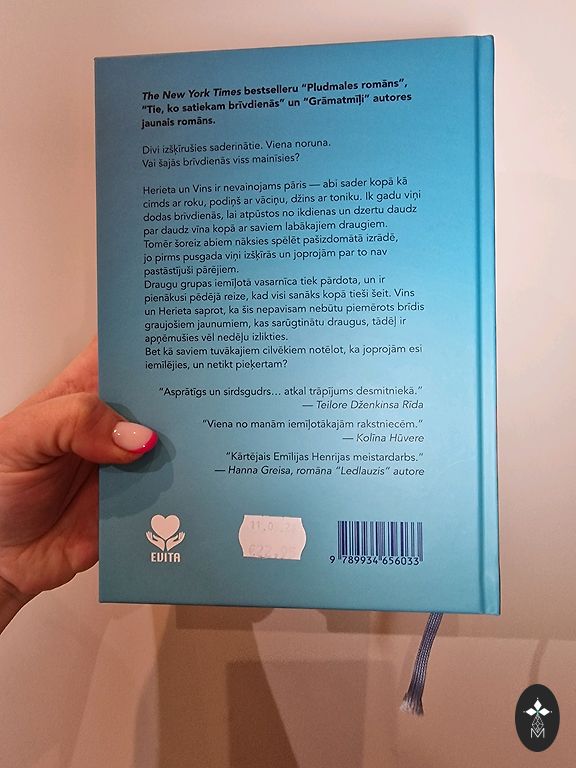 The New York Times bestselleru “Pludmales romāns”,
“Tie, ko satiekam brīvdienās” un “Grāmatmīļi” autores
jaunais romāns.
Divi izšķīrušies saderinātie. Viena noruna.
Vai šajās brīvdienās viss mainīsies?
Herieta un Vins ir nevainojams pāris — abi sader kopā kā
cimds ar roku, podiņš ar vāciņu, džins ar toniku. Ik gadu viņi
dodas brīvdienās, lai atpūstos no ikdienas un dzertu daudz
par daudz vīna kopā ar saviem labākajiem draugiem.
Tomēr šoreiz abiem nāksies spēlēt pašizdomātā izrādē,
jo pirms pusgada viņi izšķīrās un joprojām par to nav
pastāstījuši pārējiem.
Draugu grupas iemīļotā vasarnīca tiek pārdota, un ir
pienākusi pēdējā reize, kad visi sanāks kopā tieši šeit. Vins
un Herieta saprot, ka šis nepavisam nebūtu piemērots brīdis
graujošiem jaunumiem, kas sarūgtinātu draugus, tādēļ ir
apņēmušies vēl nedēļu izlikties.
Bet kā saviem tuvākajiem cilvēkiem notēlot, ka joprojām esi
iemīlējies, un netikt pieķertam?
“Asprātīgs un sirdsgudrs... atkal trāpījums desmitniekā.”
— Teilore Dženkinsa Rīda
“Viena no manām iemīļotākajām rakstniecēm.”
— Kolīna Hūvere
“Kārtējais Emīlijas Henrijas meistardarbs.”
— Hanna Greisa, romāna “Ledlauzis” autore
EVITA
9 789934 656033
M